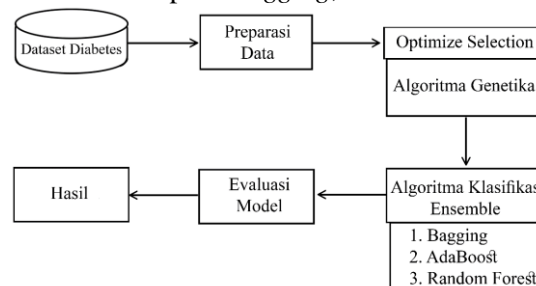 Dataset Diabetes
Preparasi
Data
Optimize Selection
Algoritma Genetika
Algoritma Klasifikas
Ensemble
1. Bagging
2. AdaBoost
3. Random Forest
Evaluasi
Model
Hasil